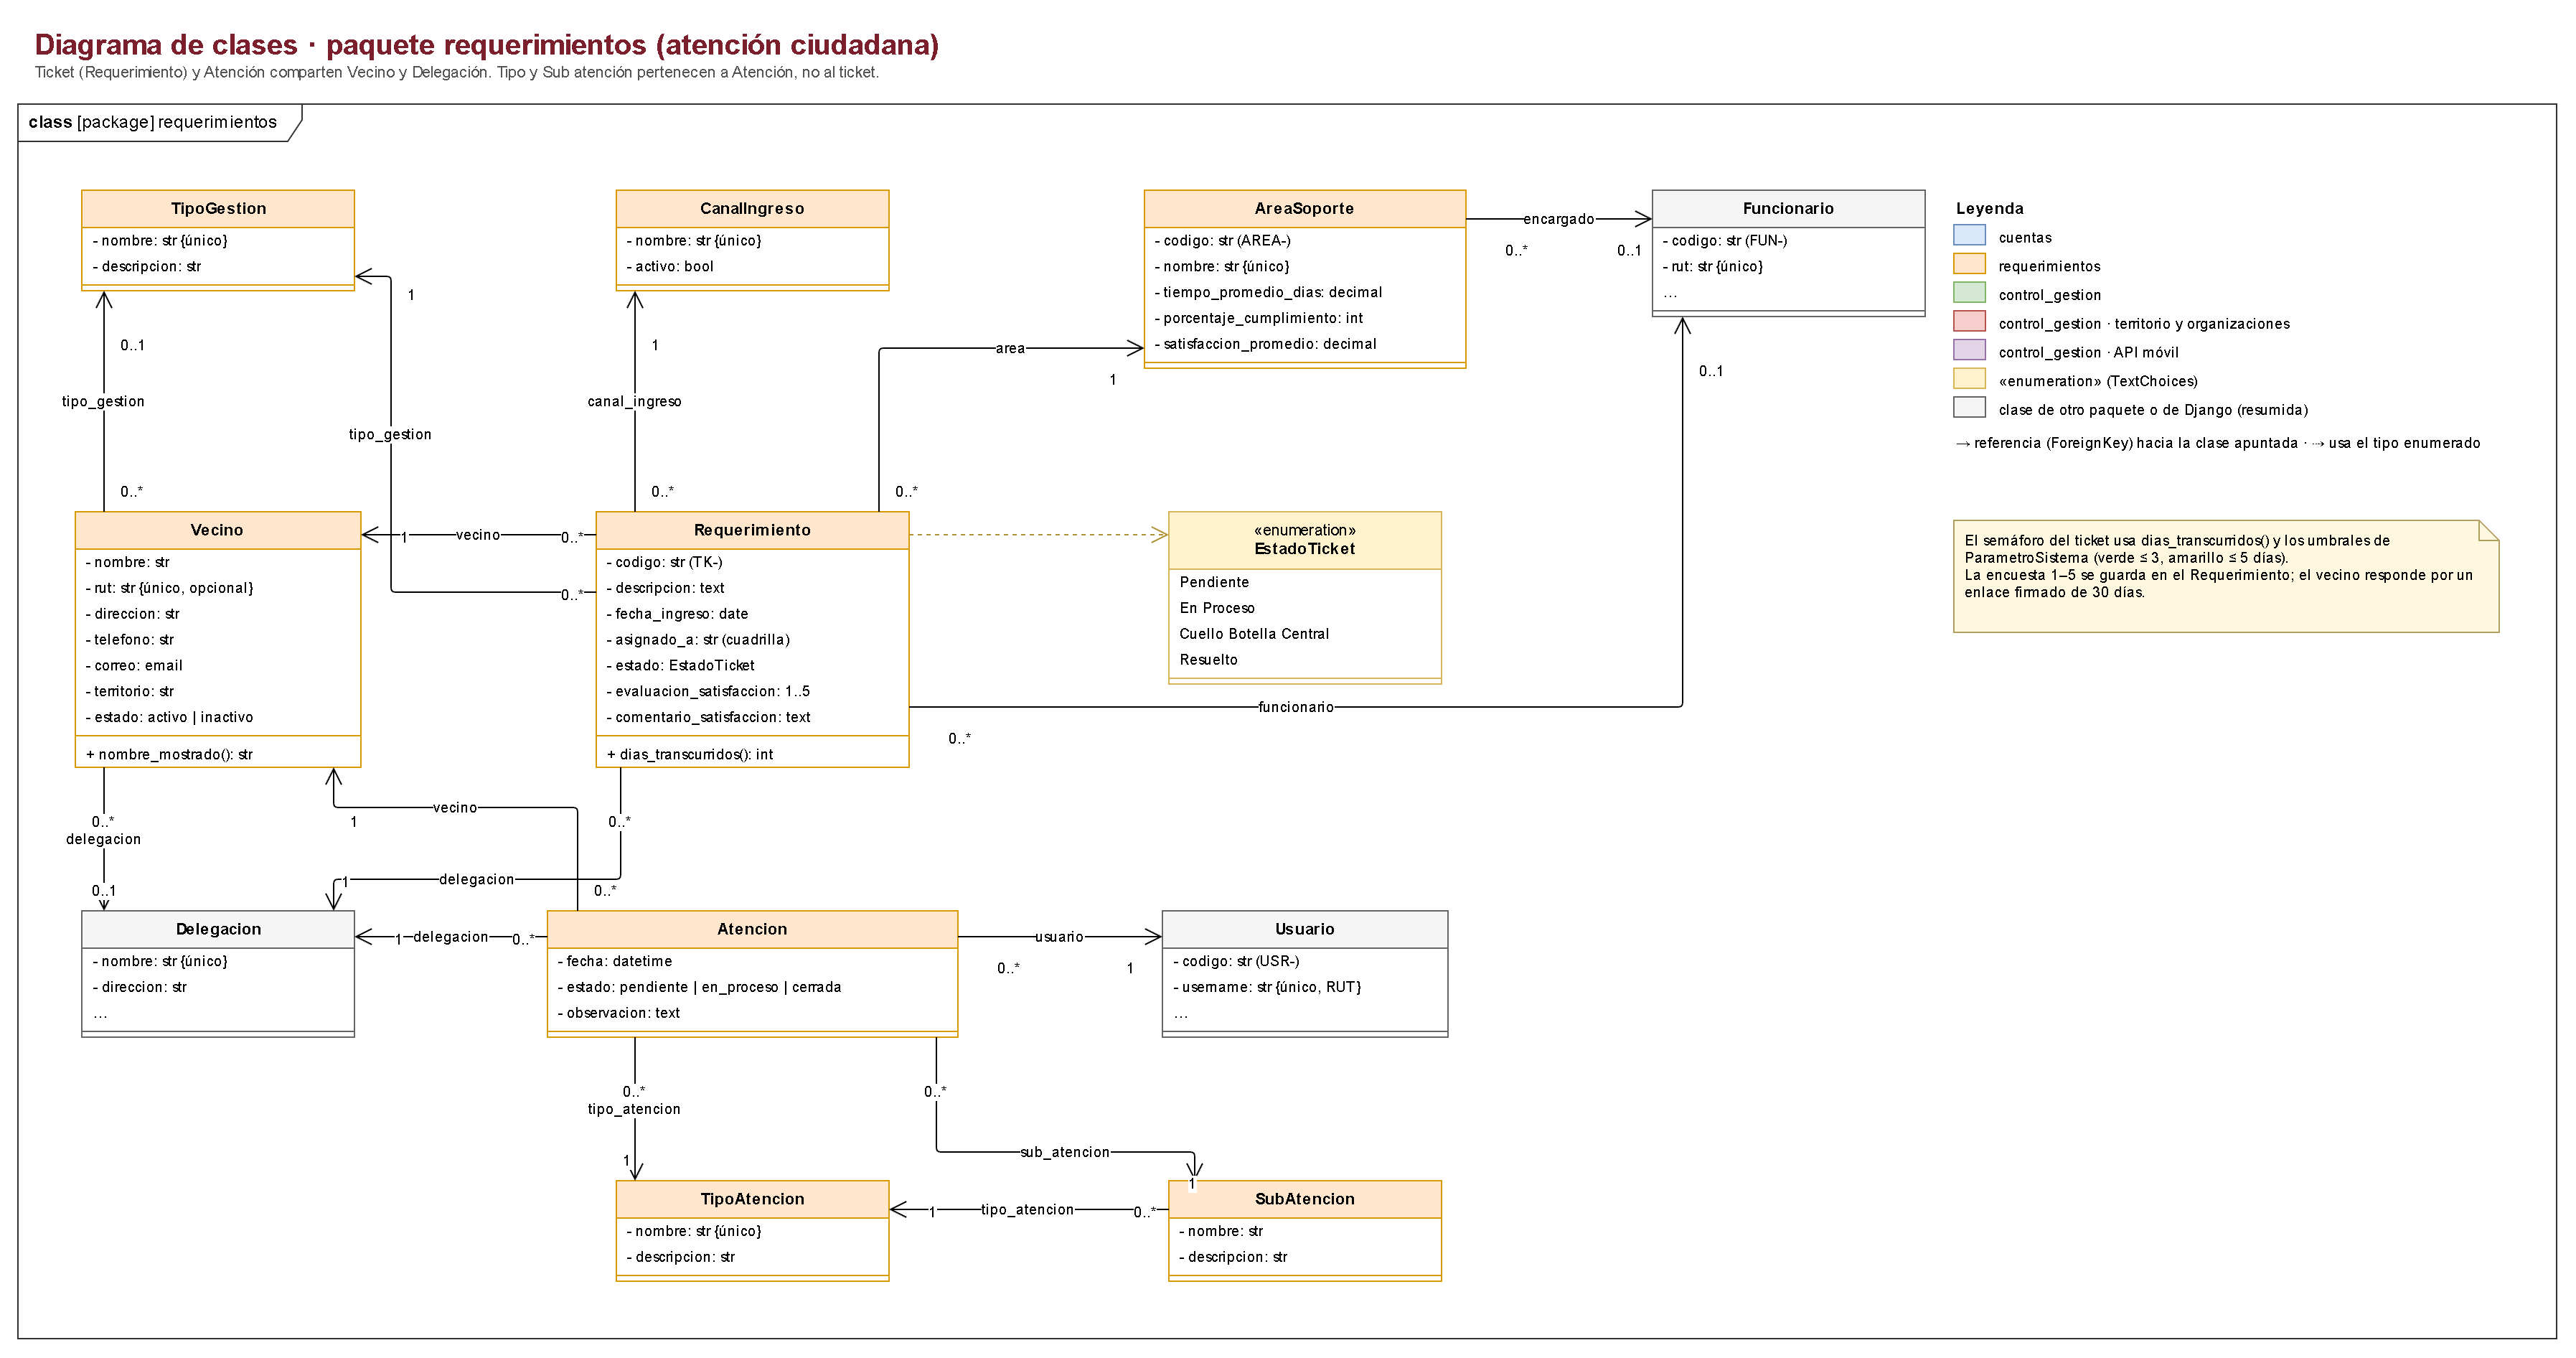 Diagrama de clases · paquete requerimientos (atención ciudadana)
Ticket (Requerimiento) y Atención comparten Vecino y Delegación. Tipo y Sub atención pertenecen a Atención, no al ticket.
class [package] requerimientos
TipoGestion
- nombre: str {único}
- descripcion: str
CanalIngreso
- nombre: str {único}
- activo: bool
AreaSoporte
- codigo: str (AREA-)
- nombre: str {único}
- tiempo_promedio_dias: decimal
- porcentaje_cumplimiento: int
- satisfaccion_promedio: decimal
encargado
0..*
0..1
Funcionario
- codigo: str (FUN-)
- rut: str {único}
...
Leyenda
cuentas
requerimientos
control_gestion
control_gestion · territorio y organizaciones
control_gestion · API móvil
«enumeration» (TextChoices)
clase de otro paquete o de Django (resumida)
→ referencia (ForeignKey) hacia la clase apuntada · ⇢ usa el tipo enumerado
0..1
tipo_gestion
0..*
1
tipo_gestion
0..*
1
canal_ingreso
0..*
area
1
0..*
0..1
funcionario
0..*
Vecino
- nombre: str
- rut: str {único, opcional}
- direccion: str
- telefono: str
- correo: email
- territorio: str
- estado: activo | inactivo
+ nombre_mostrado(): str
1
vecino
0..*
Requerimiento
- codigo: str (TK-)
- descripcion: text
- fecha_ingreso: date
- asignado_a: str (cuadrilla)
- estado: EstadoTicket
- evaluacion_satisfaccion: 1..5
- comentario_satisfaccion: text
+ dias_transcurridos(): int
«enumeration»
EstadoTicket
Pendiente
En Proceso
Cuello Botella Central
Resuelto
El semáforo del ticket usa dias_transcurridos() y los umbrales de
ParametroSistema (verde ≤ 3, amarillo ≤ 5 días).
La encuesta 1–5 se guarda en el Requerimiento; el vecino responde por un
enlace firmado de 30 días.
0..*
delegacion
0..1
vecino
1
0..*
0..*
1
delegacion
Delegacion
- nombre: str {único}
- direccion: str
...
1
delegacion
0..*
Atencion
- fecha: datetime
- estado: pendiente | en_proceso | cerrada
- observacion: text
usuario
0..*
1
Usuario
- codigo: str (USR-)
- username: str {único, RUT}
...
0..*
tipo_atencion
1
0..*
sub_atencion
1
TipoAtencion
- nombre: str {único}
- descripcion: str
1
tipo_atencion
0..*
SubAtencion
- nombre: str
- descripcion: str